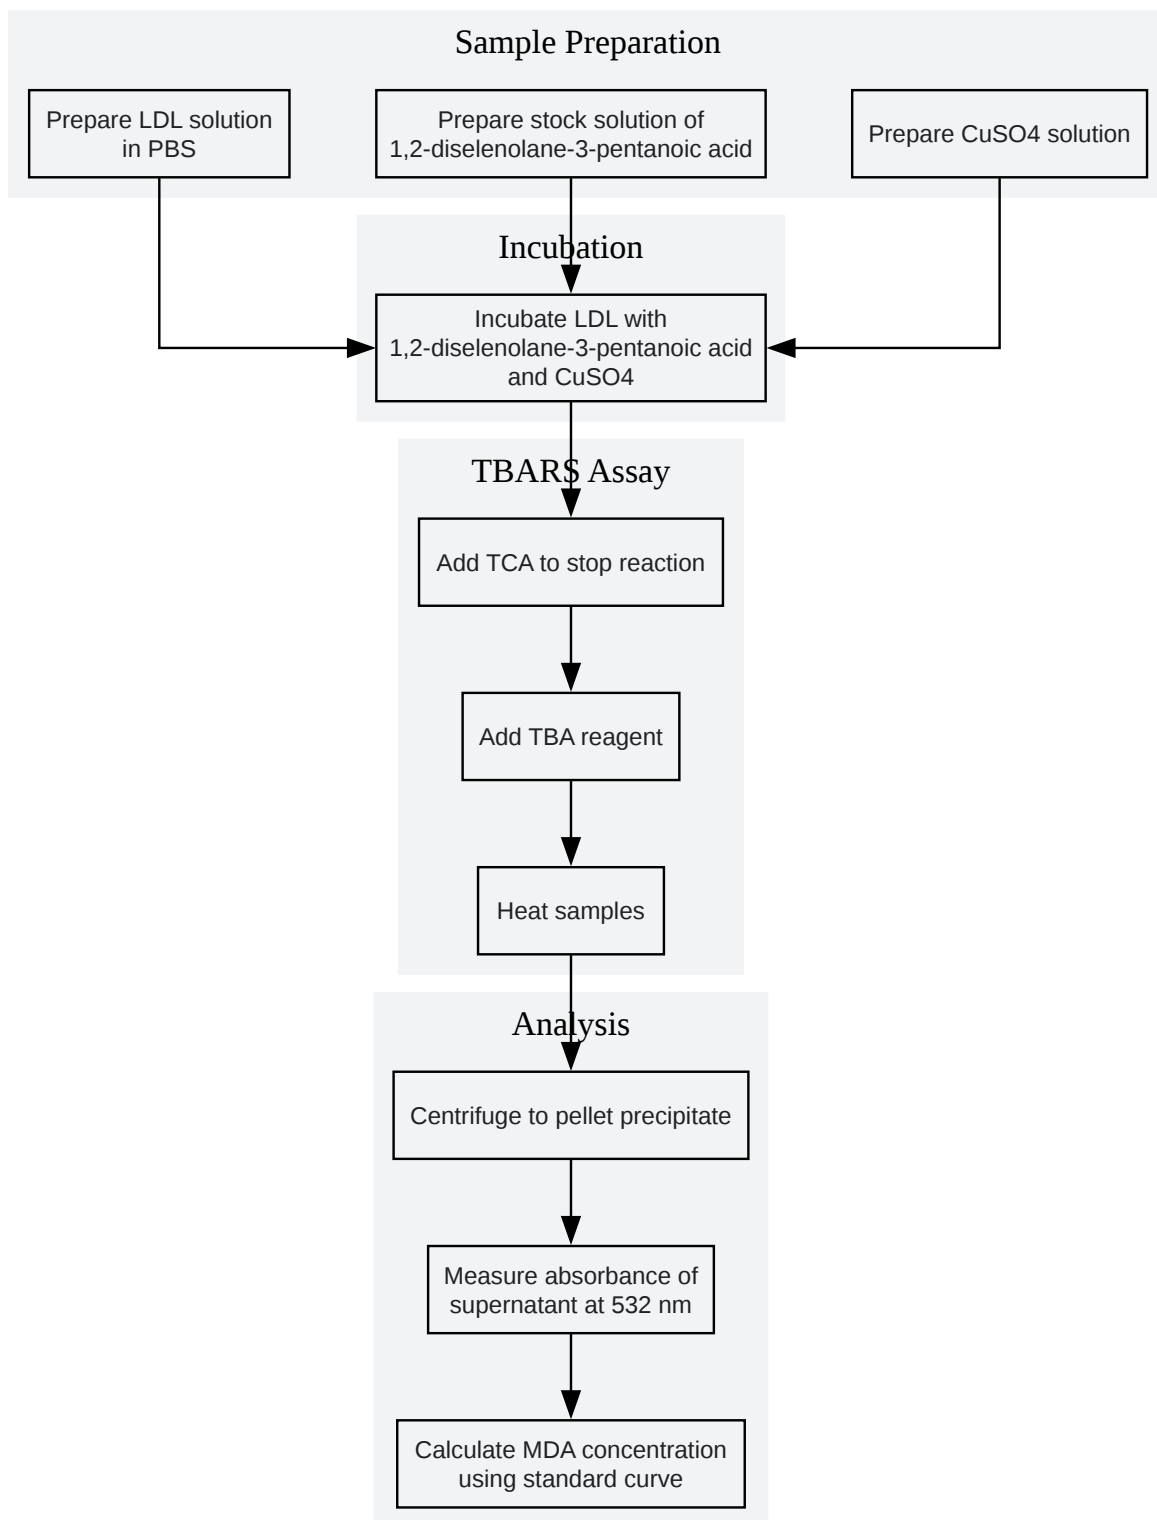 Sample Preparation
Prepare LDL solution
in PBS
Prepare stock solution of
1,2-diselenolane-3-pentanoic acid
Prepare CuSO4 solution
Incubation
Incubate LDL with
1,2-diselenolane-3-pentanoic acid
and CuSO4
TBARS Assay
Add TCA to stop reaction
Add TBA reagent
Heat samples
Analysis
Centrifuge to pellet precipitate
Measure absorbance of
supernatant at 532 nm
Calculate MDA concentration
using standard curve